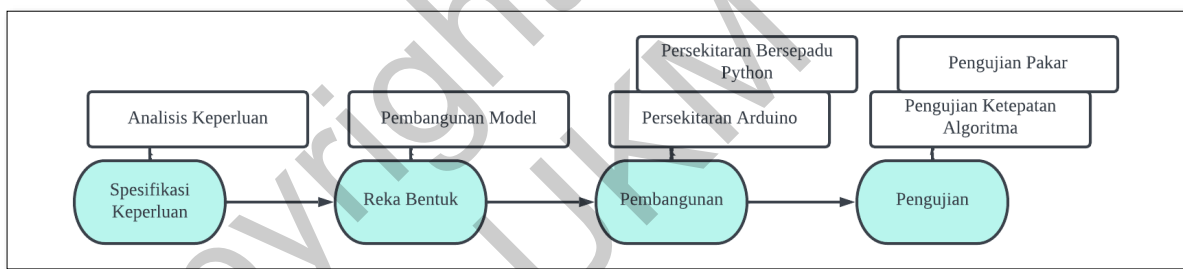 Persekitaran Bersepadu
Python
Pengujian Pakar
Analisis Keperluan
Pembangunan Model
Persekitaran Arduino
Pengujian Ketepatan
Algoritma
Spesifikasi
Keperluan
Reka Bentuk
Pembangunan
Pengujian
UKM